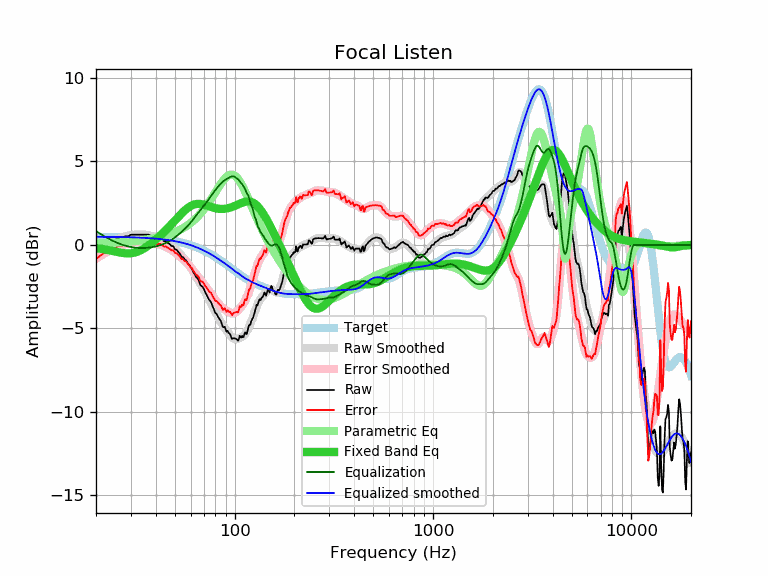 Focal Listen
10
5
0
−5
−10
−15
Amplitude (dBr)
Target
Raw Smoothed
Error Smoothed
Raw
Error
Parametric Eq
Fixed Band Eq
Equalization
Equalized smoothed
100
1000
10000
Frequency (Hz)